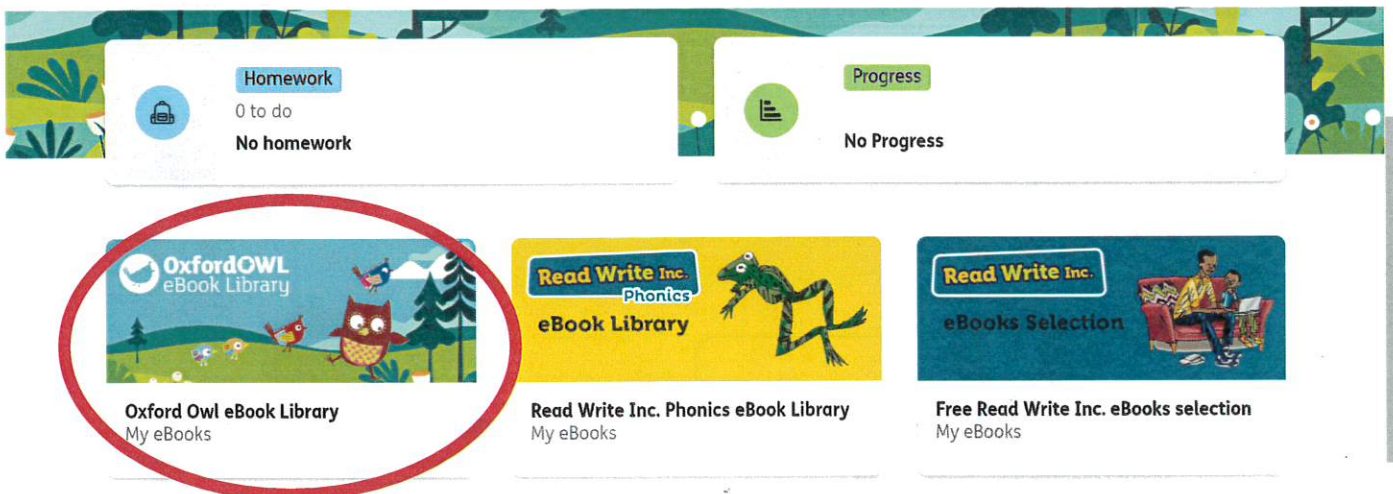 Homework
0 to do
No homework
Progress
No Progress
OxfordOWL
eBook Library
Oxford Owl eBook Library
My eBooks
Read Write Inc.
Phonics
eBook Library
Read Write Inc. Phonics eBook Library
My eBooks
Read Write Inc.
eBooks Selection
Free Read Write Inc. eBooks selection
My eBooks